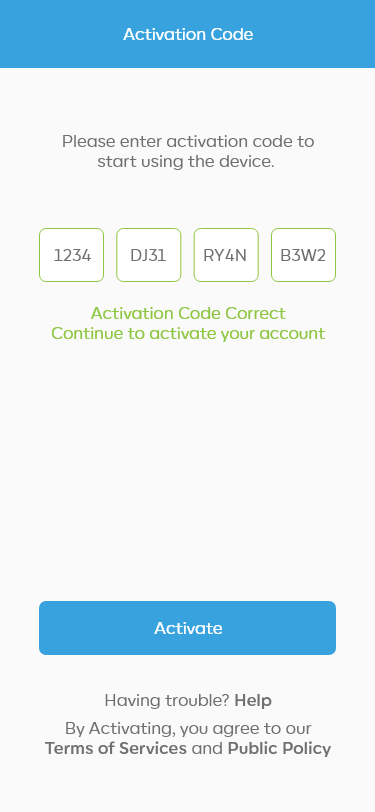 Activation Code
Please enter activation code to
start using the device.
1234 DJ31 RY4N B3W2
Activation Code Correct
Continue to activate your account
Activate
Having trouble? Help
By Activating, you agree to our
Terms of Services and Public Policy